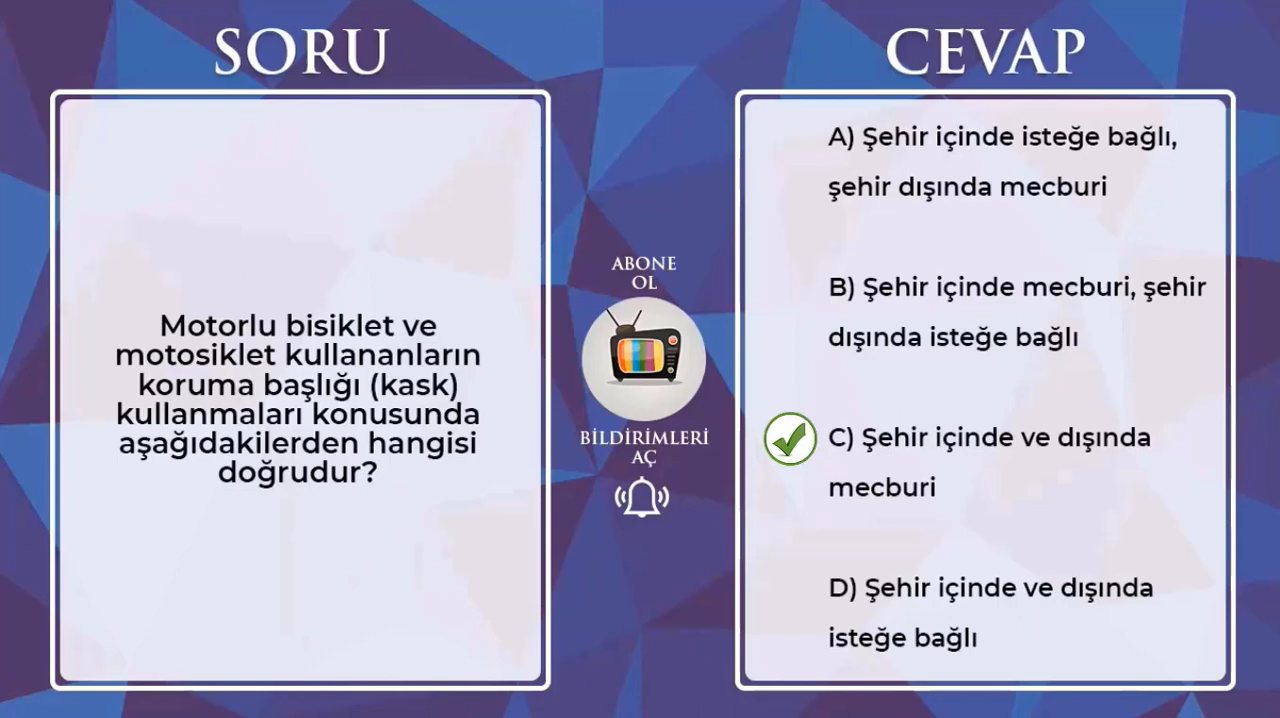 SORU
Motorlu bisiklet ve
motosiklet kullananların
koruma başlığı (kask)
kullanmaları konusunda
aşağıdakilerden hangisi
doğrudur?
ABONE
OL
BİLDİRİMLERİ
AÇ
CEVAP
A) Şehir içinde isteğe bağlı,
şehir dışında mecburi
B) Şehir içinde mecburi, şehir
dışında isteğe bağlı
C) Şehir içinde ve dışında
mecburi
D) Şehir içinde ve dışında
isteğe bağlı